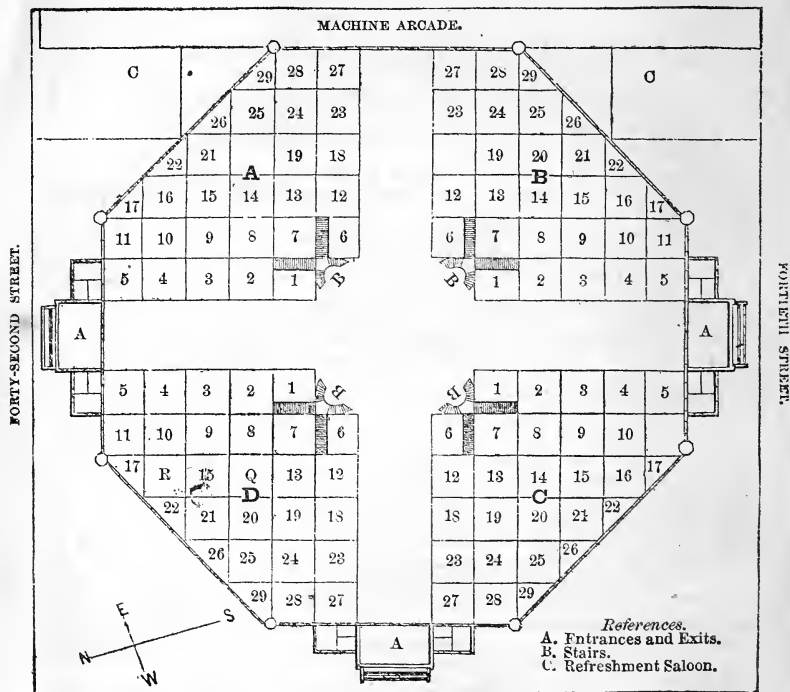 MACHINE ARCADE.
C
29 28 27
27 28 29
C
26 25 24 23
23 24 25 26
22 21 19 18
19 20 21 22
A
B
17 16 15 14 13 12
12 13 14 15 16 17
11 10 9 8 7 6
6 7 8 9 10 11
5 4 3 2 1 B
B 1 2 3 4 5
FORTY-SECOND STREET.
A
A
FORTIETH STREET.
5 4 3 2 1 B
B 1 2 3 4 5
11 10 9 8 7 6
6 7 8 9 10
17 R 15 Q 13 12
12 13 14 15 16 17
D
C
22 21 20 19 18
18 19 20 21 22
26 25 24 23
23 24 25 26
29 28 27
27 28 29
E
S
N
W
A
References.
A. Entrances and Exits.
B. Stairs.
C. Refreshment Saloon.